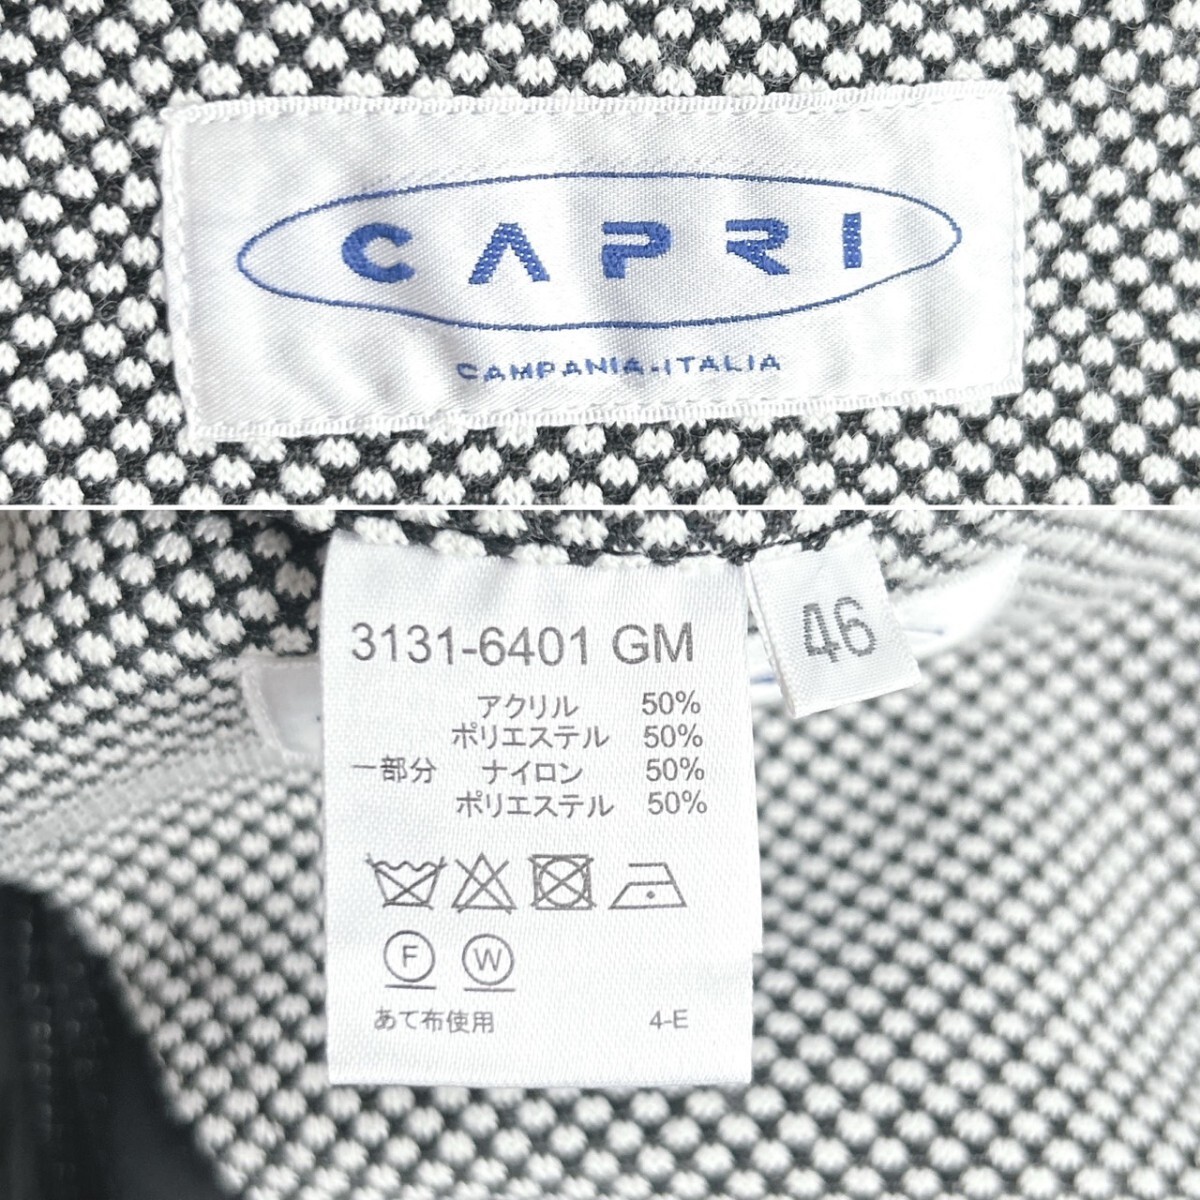 CAPRI
CAMPANIA-ITALIA
3131-6401 GM
46
アクリル 50%
ポリエステル 50%
一部分 ナイロン 50%
ポリエステル 50%
F W
あて布使用 4-E